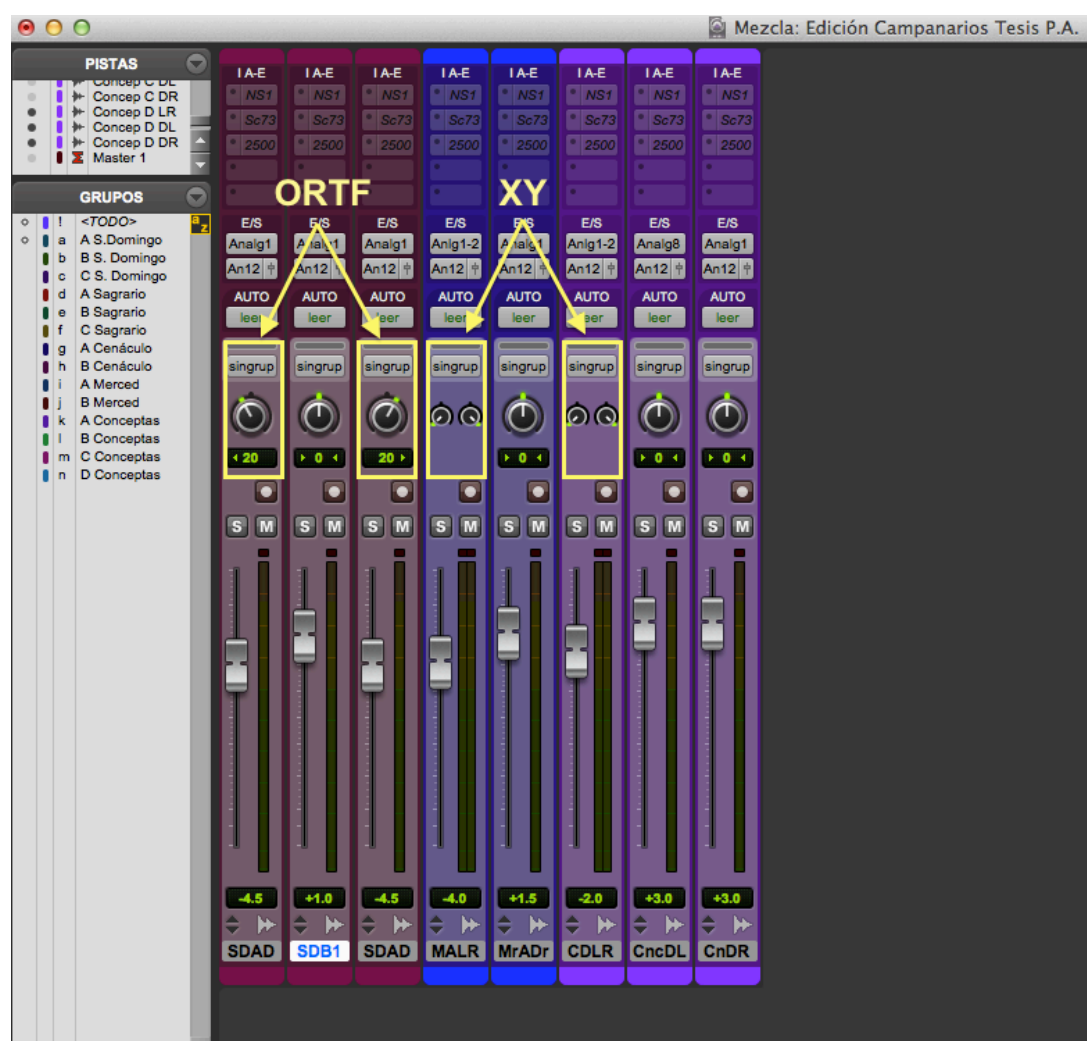 Mezcla: Edición Campanarios Tesis P.A.
PISTAS
Concep C DL
Concep C DR
Concep D LR
Concep D DL
Concep D DR
Master 1
GRUPOS
! <TODO>
a A S.Domingo
b B S. Domingo
c C S. Domingo
d A Sagrario
e B Sagrario
f C Sagrario
g A Cenáculo
h B Cenáculo
i A Merced
j B Merced
k A Conceptas
l B Conceptas
m C Conceptas
n D Conceptas
a z
I A-E I A-E I A-E I A-E I A-E I A-E I A-E I A-E
NS1 NS1 NS1 NS1 NS1 NS1 NS1 NS1
Sc73 Sc73 Sc73 Sc73 Sc73 Sc73 Sc73 Sc73
2500 2500 2500 2500 2500 2500 2500 2500
ORTF XY
E/S E/S E/S E/S E/S E/S E/S E/S
Analg1 Analg1 Analg1 Anlg1-2 Analg1 Anlg1-2 Analg8 Analg1
An12 An12 An12 An12 An12 An12 An12 An12
AUTO AUTO AUTO AUTO AUTO AUTO AUTO AUTO
leer leer leer leer leer leer leer leer
singrup singrup singrup singrup singrup singrup singrup singrup
20 0 20 0 0 0
S M S M S M S M S M S M S M S M
-4.5 +1.0 -4.5 -4.0 +1.5 -2.0 +3.0 +3.0
SDAD SDB1 SDAD MALR MrADr CDLR CncDL CnDR